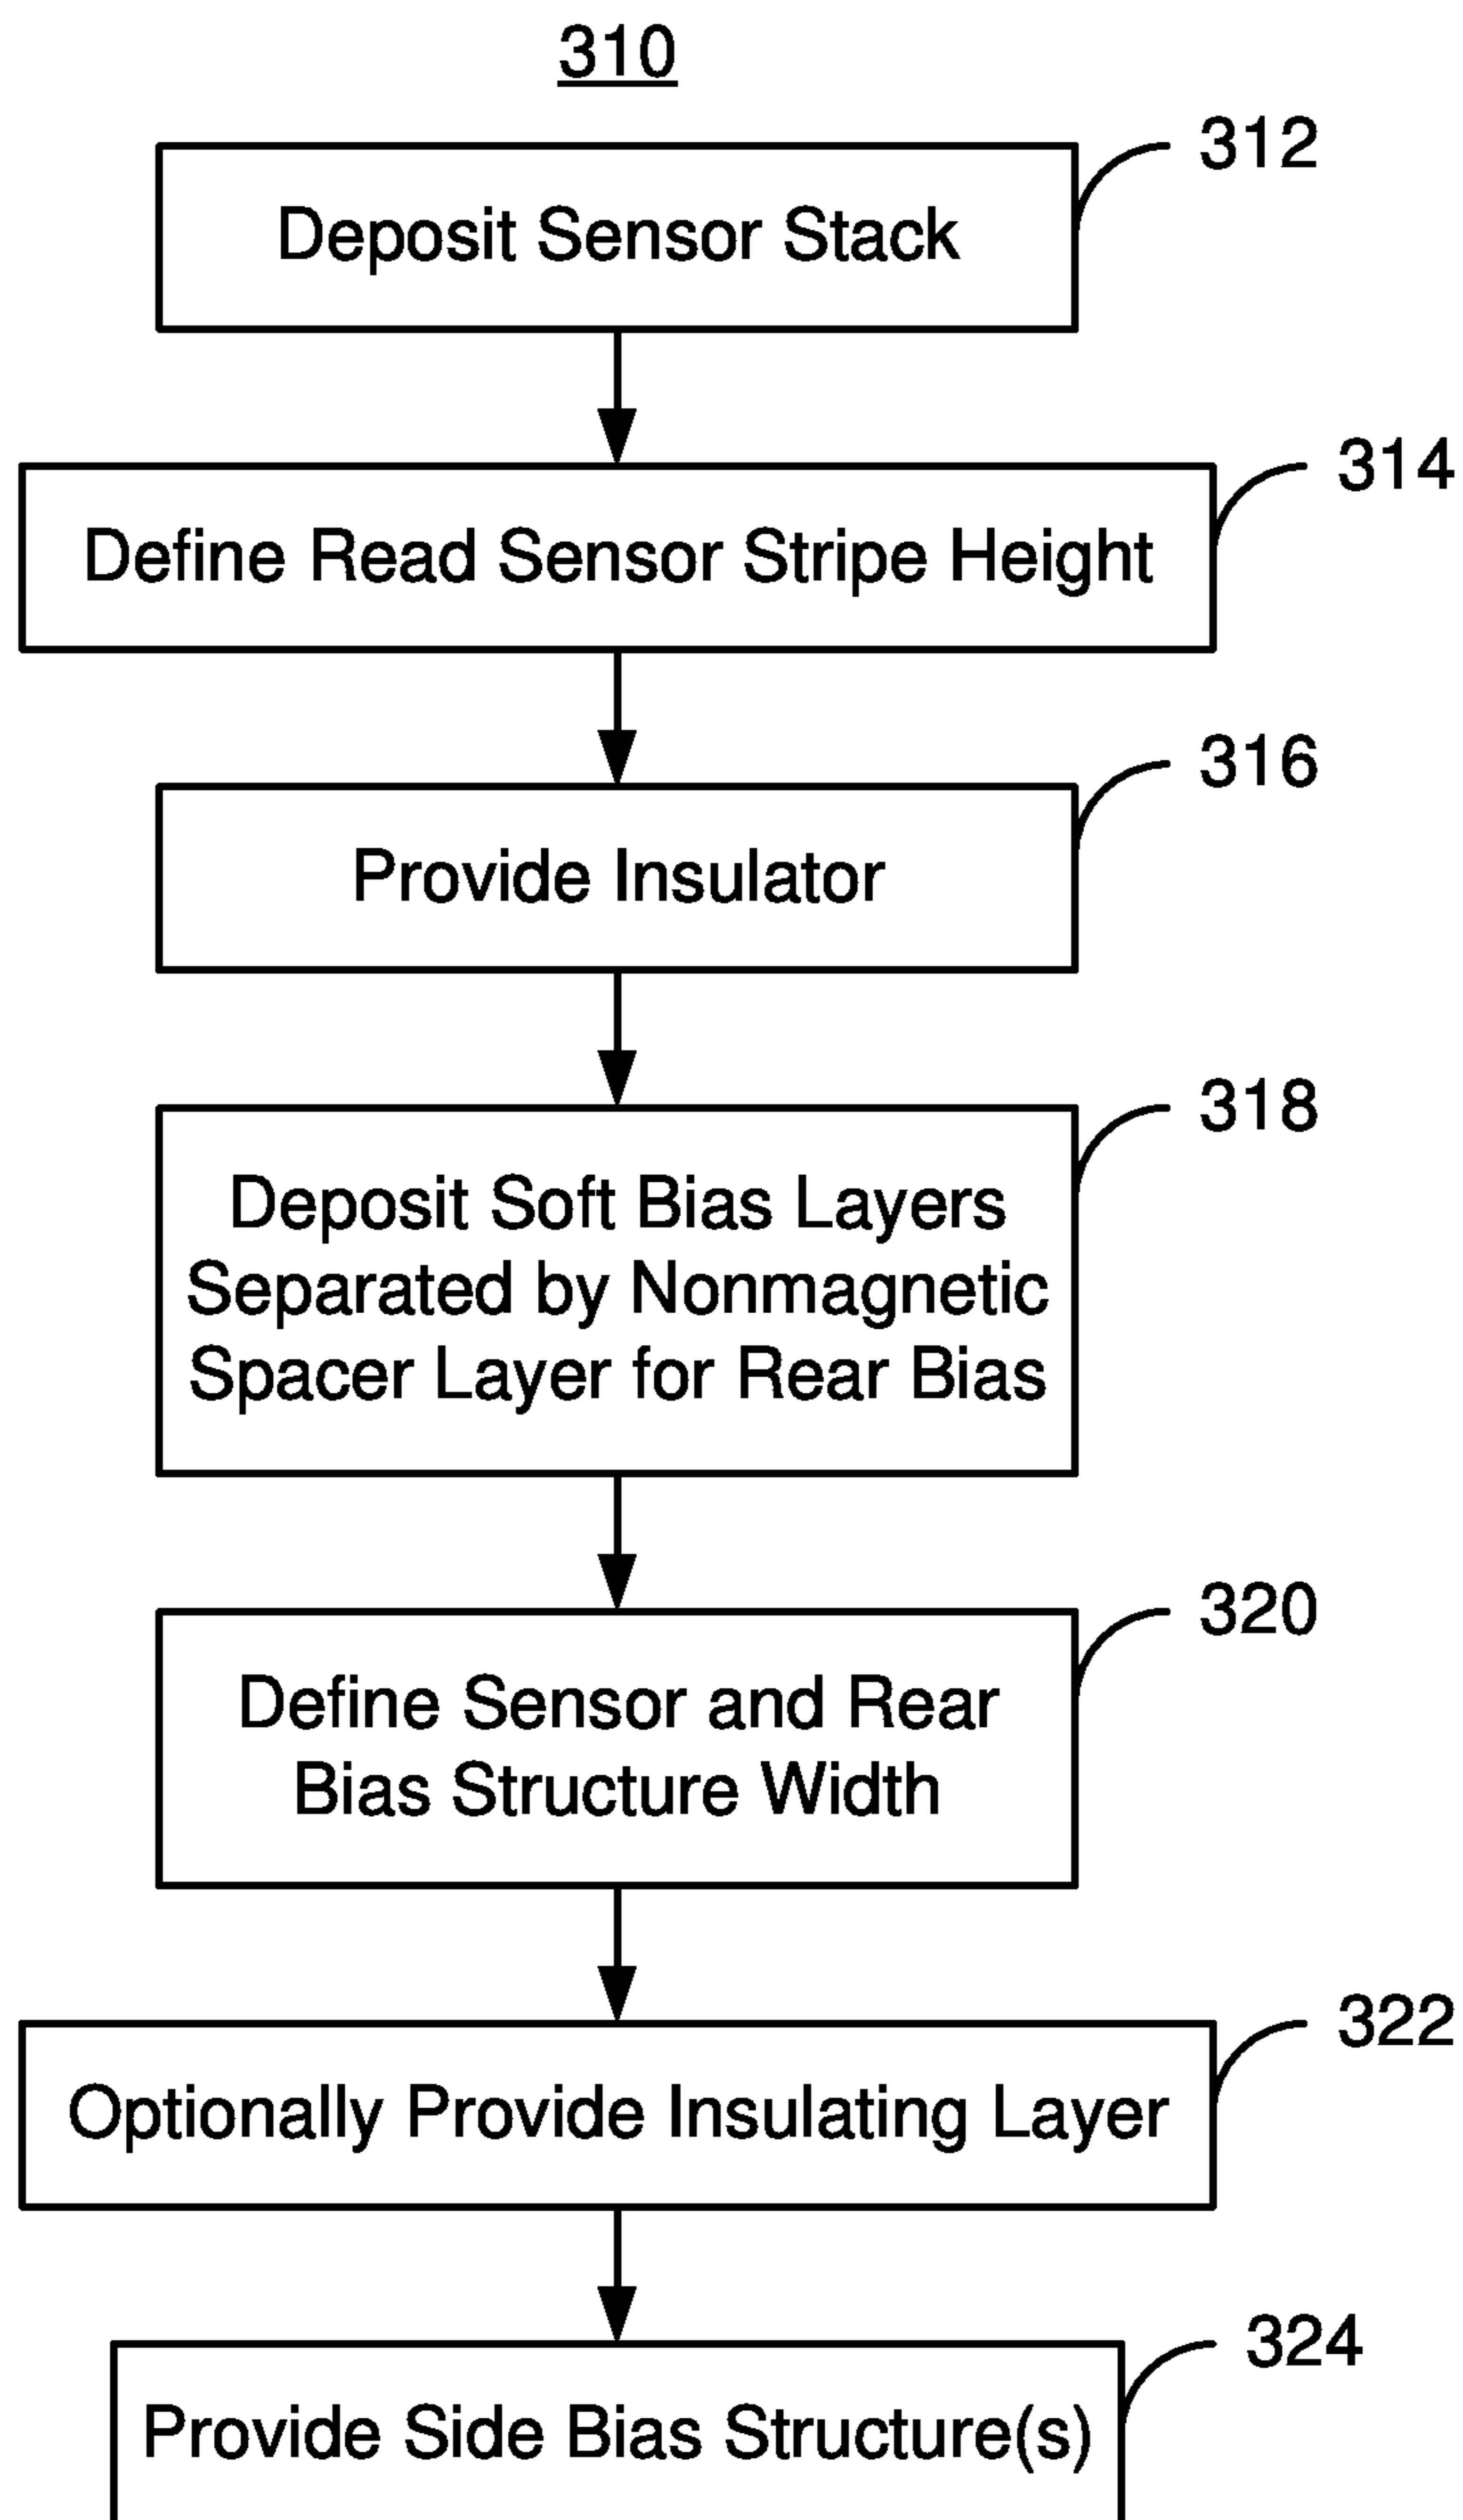 310
312
Deposit Sensor Stack
314
Define Read Sensor Stripe Height
316
Provide Insulator
318
Deposit Soft Bias Layers
Separated by Nonmagnetic
Spacer Layer for Rear Bias
320
Define Sensor and Rear
Bias Structure Width
322
Optionally Provide Insulating Layer
324
Provide Side Bias Structure(s)